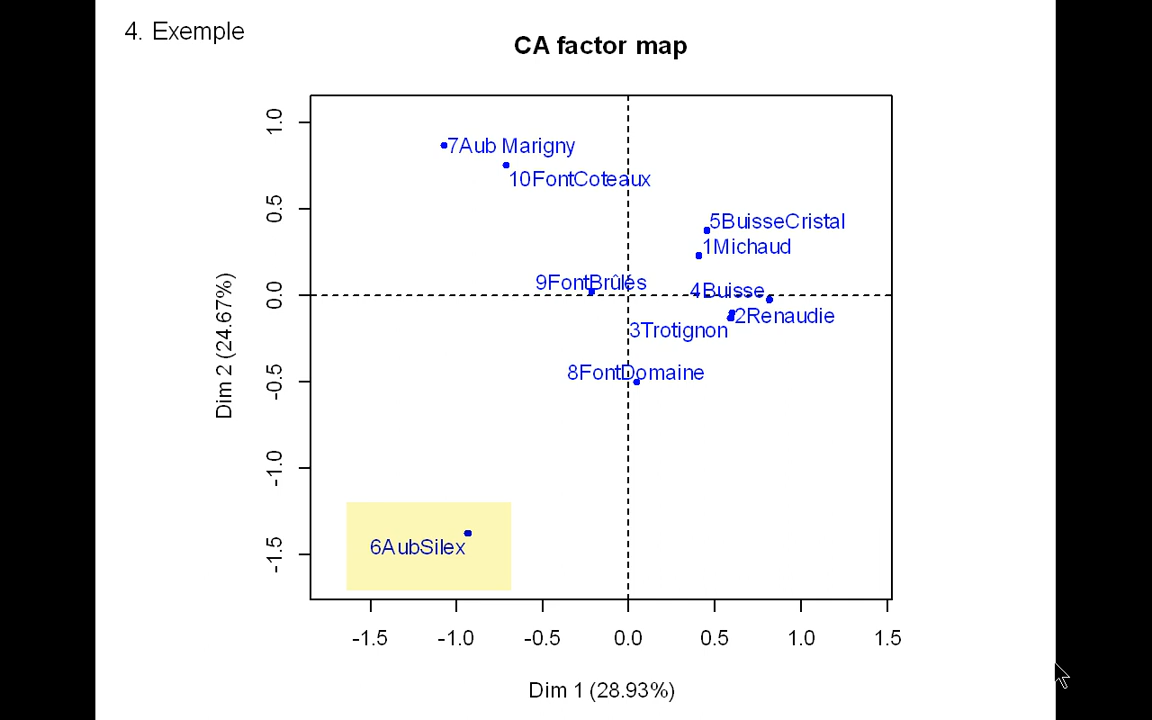 4. Exemple
CA factor map
1.0
0.5
0.0
-0.5
-1.0
-1.5
Dim 2 (24.67%)
7Aub Marigny
10FontCoteaux
5BuisseCristal
1Michaud
9FontBrûlés
4Buisse
2Renaudie
3Trotignon
8FontDomaine
6AubSilex
-1.5 -1.0 -0.5 0.0 0.5 1.0 1.5
Dim 1 (28.93%)